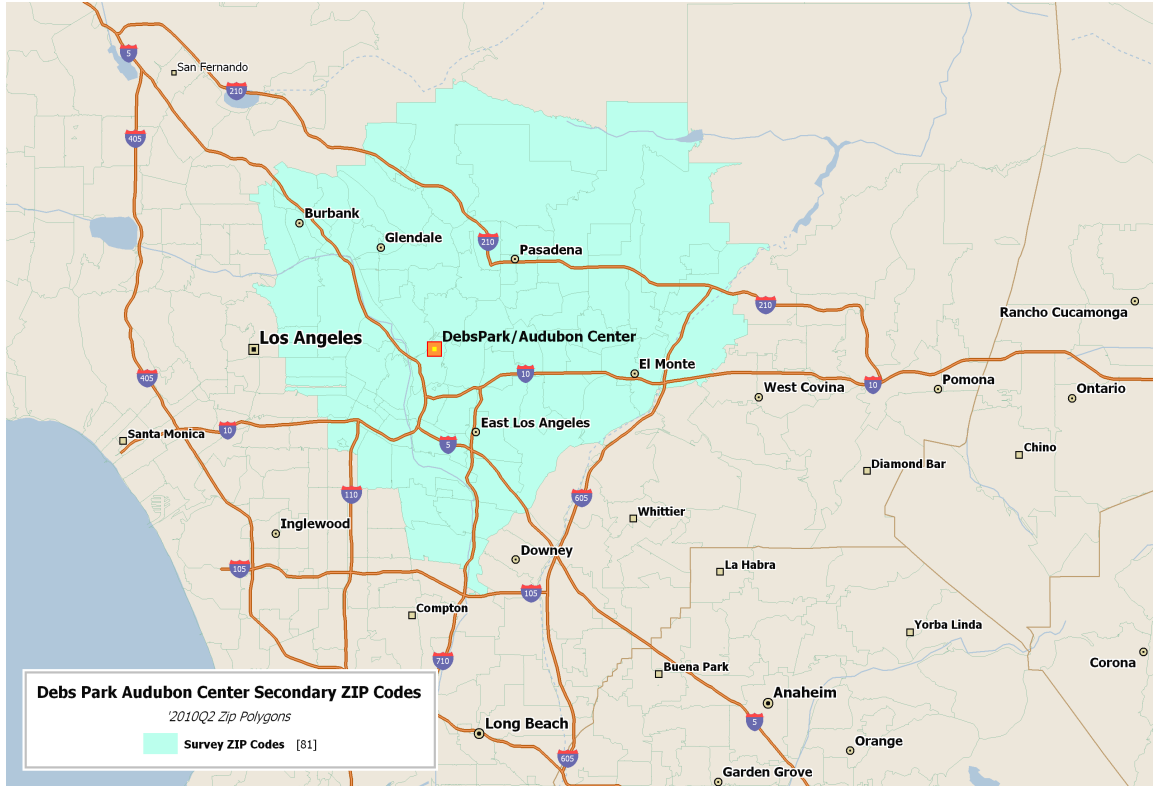 5
San Fernando
210
405
Burbank
Glendale
210
Pasadena
210
Rancho Cucamonga
Los Angeles
DebsPark/Audubon Center
El Monte
10
405
West Covina
10
Pomona
Ontario
Santa Monica
10
East Los Angeles
5
Chino
Diamond Bar
110
605
Whittier
Inglewood
Downey
105
La Habra
105
Compton
Yorba Linda
710
Buena Park
Corona
Anaheim
5
Long Beach
Orange
605
Garden Grove
Debs Park Audubon Center Secondary ZIP Codes
'2010Q2 Zip Polygons
Survey ZIP Codes [81]